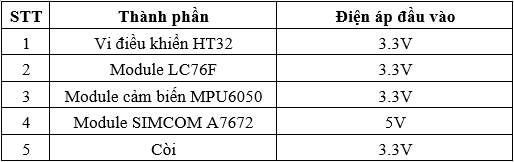 STT Thành phần Điện áp đầu vào
1 Vi điều khiển HT32 3.3V
2 Module LC76F 3.3V
3 Module cảm biến MPU6050 3.3V
4 Module SIMCOM A7672 5V
5 Còi 3.3V